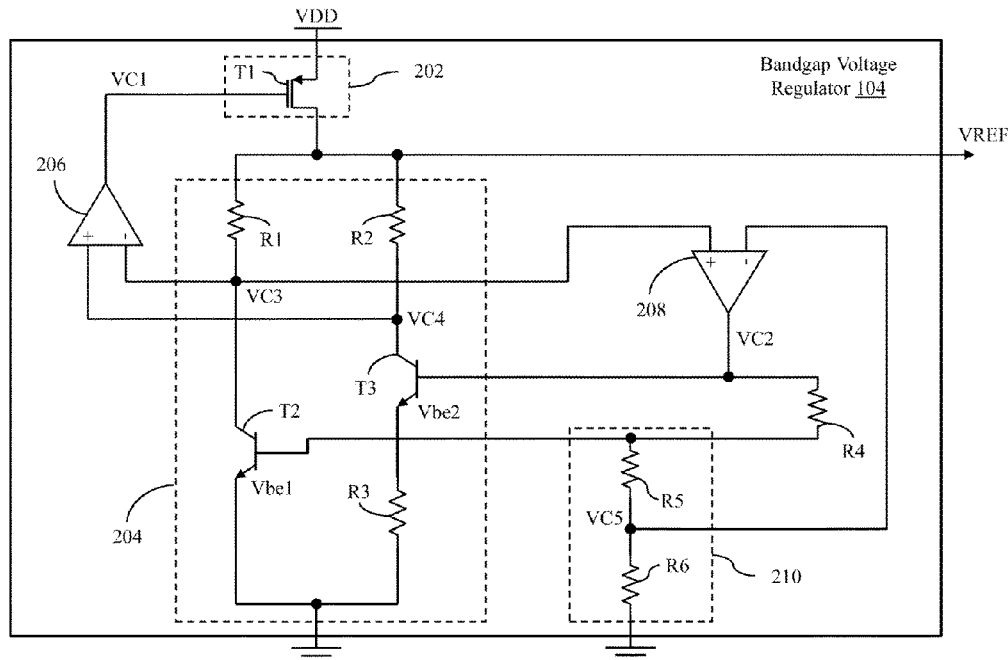 VDD
VC1
T1
202
Bandgap Voltage
Regulator 104
VREF
206
+
-
R1
R2
+
-
208
VC3
VC4
VC2
T3
Vbe2
T2
R4
Vbe1
R3
R5
VC5
204
R6
210